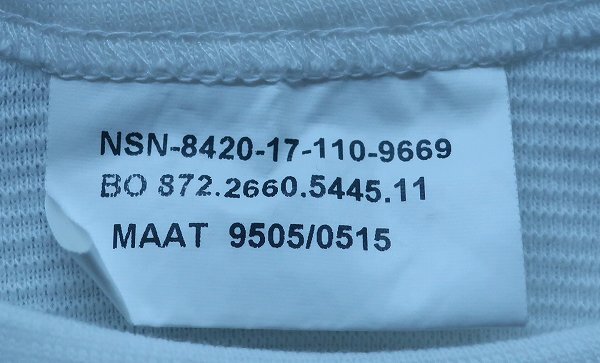 NSN-8420-17-110-9669
BO 872.2660.5445.11
MAAT 9505/0515